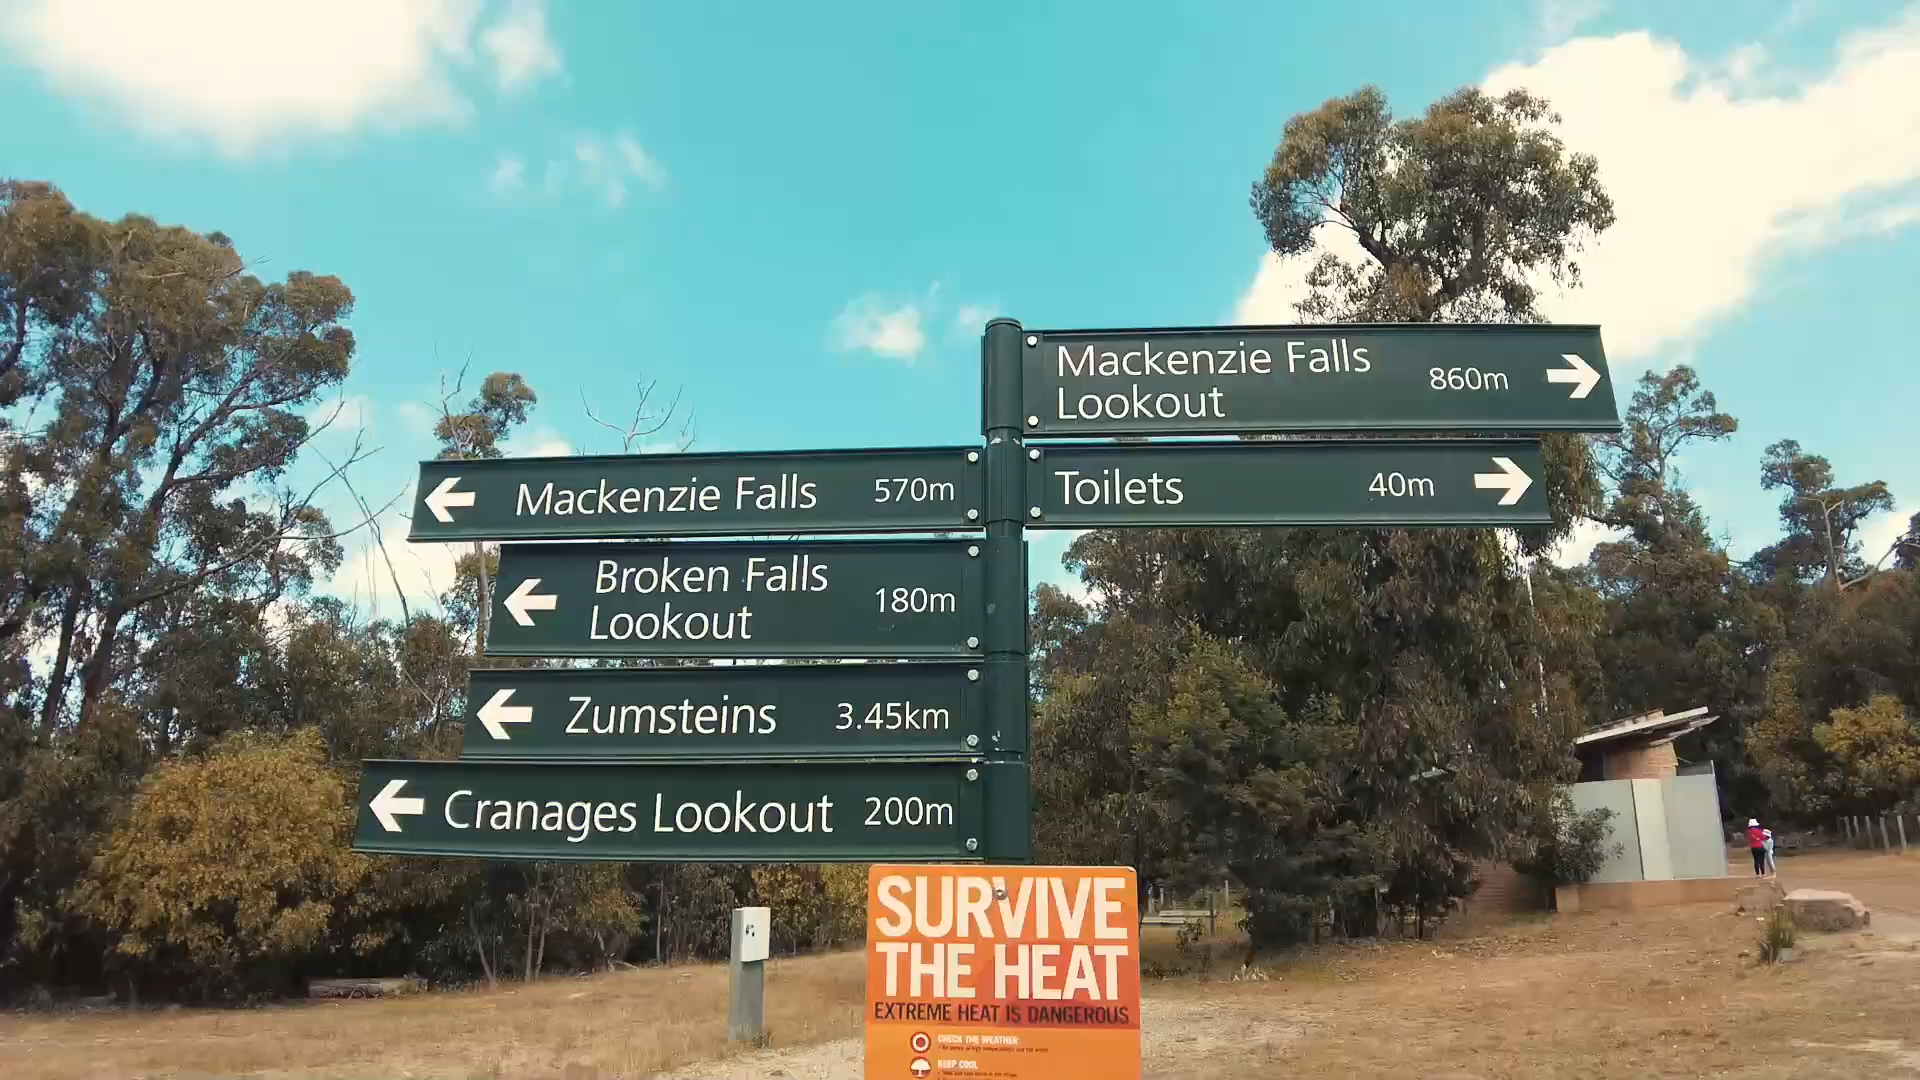 Mackenzie Falls
Lookout 860m
Toilets 40m
Mackenzie Falls 570m
Broken Falls
Lookout 180m
Zumsteins 3.45km
Cranages Lookout 200m
SURVIVE
THE HEAT
EXTREME HEAT IS DANGEROUS
CHECK THE WEATHER
KEEP COOL